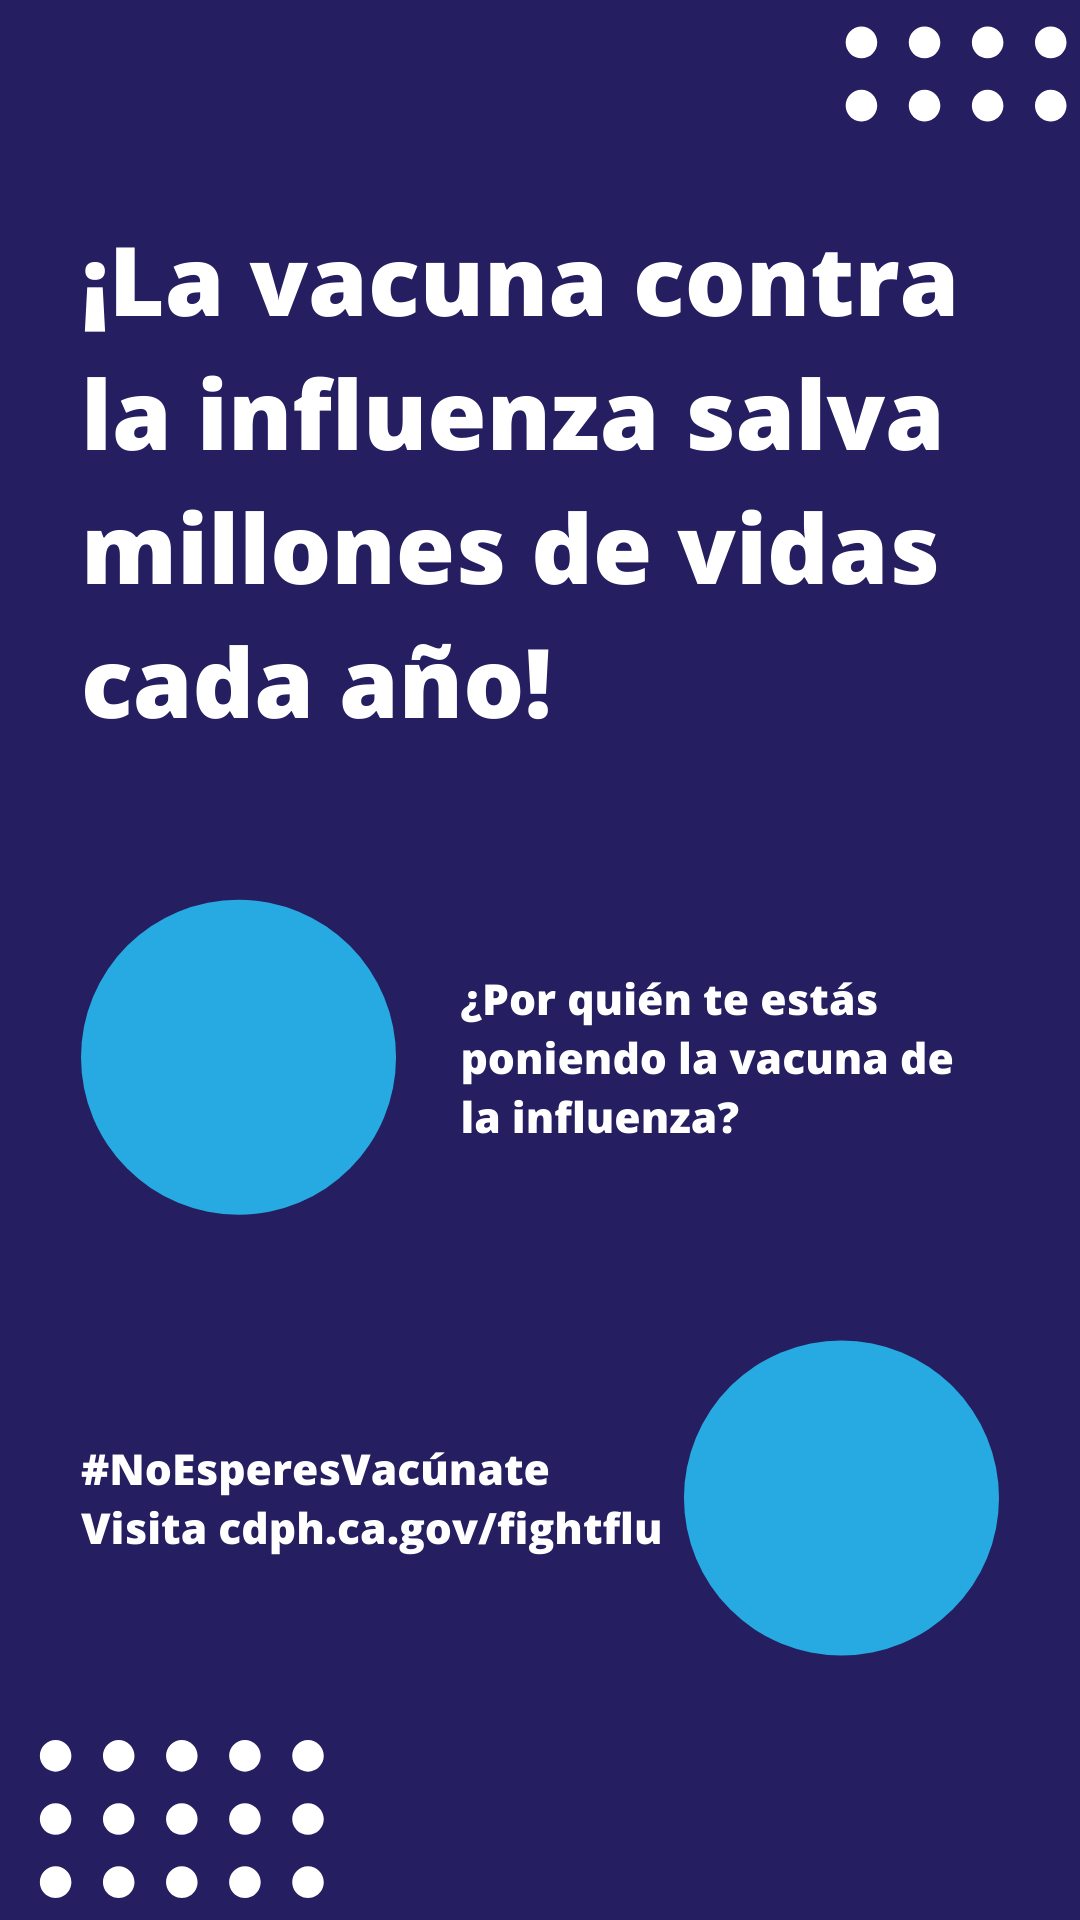 ¡La vacuna contra
la influenza salva
millones de vidas
cada año!
¿Por quién te estás
poniendo la vacuna de
la influenza?
#NoEsperesVacúnate
Visita cdph.ca.gov/fightflu